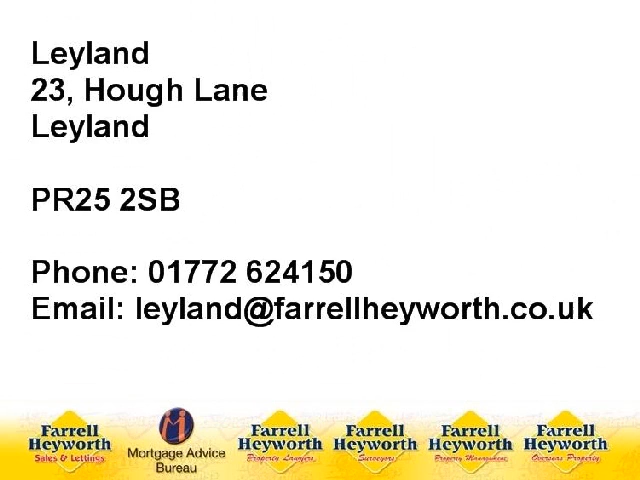 Leyland
23, Hough Lane
Leyland
PR25 2SB
Phone: 01772 624150
Email: leyland@farrellheyworth.co.uk
Farrell
Heyworth
Sales & Lettings
Mortgage Advice
Bureau
Farrell
Heyworth
Property Lawyers
Farrell
Heyworth
Surveyors
Farrell
Heyworth
Property Management
Farrell
Heyworth
Overseas Property